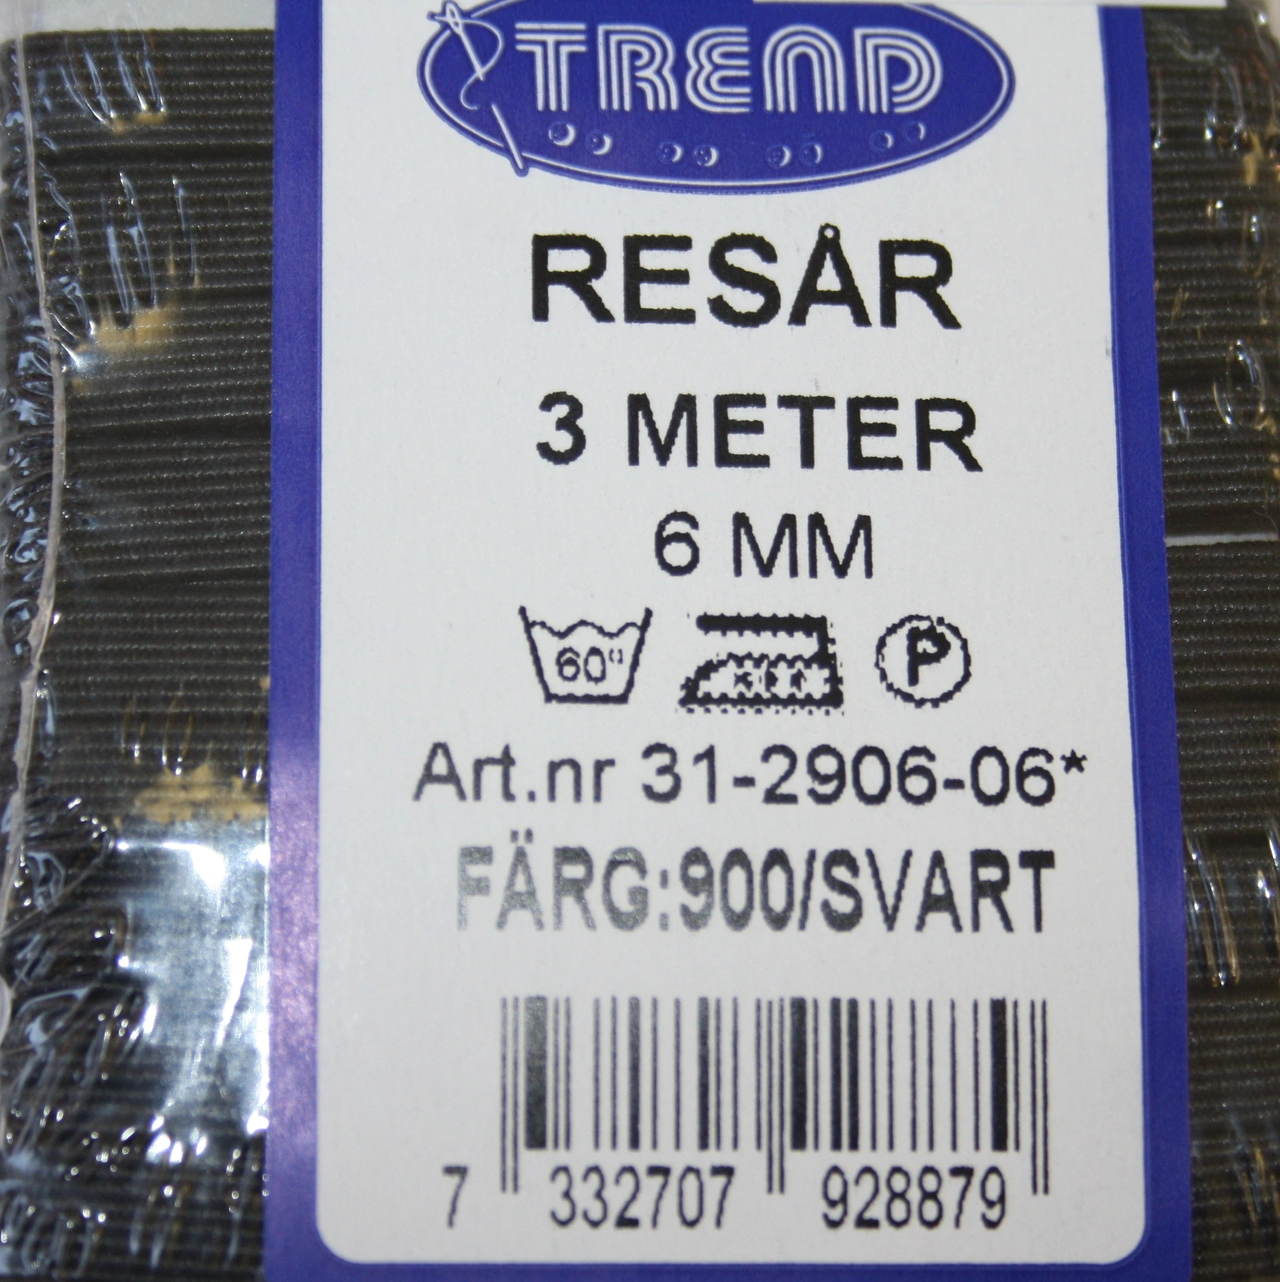 TREND
RESÅR
3 METER
6 MM
60° P
Art.nr 31-2906-06*
FÄRG:900/SVART
7 332707 928879